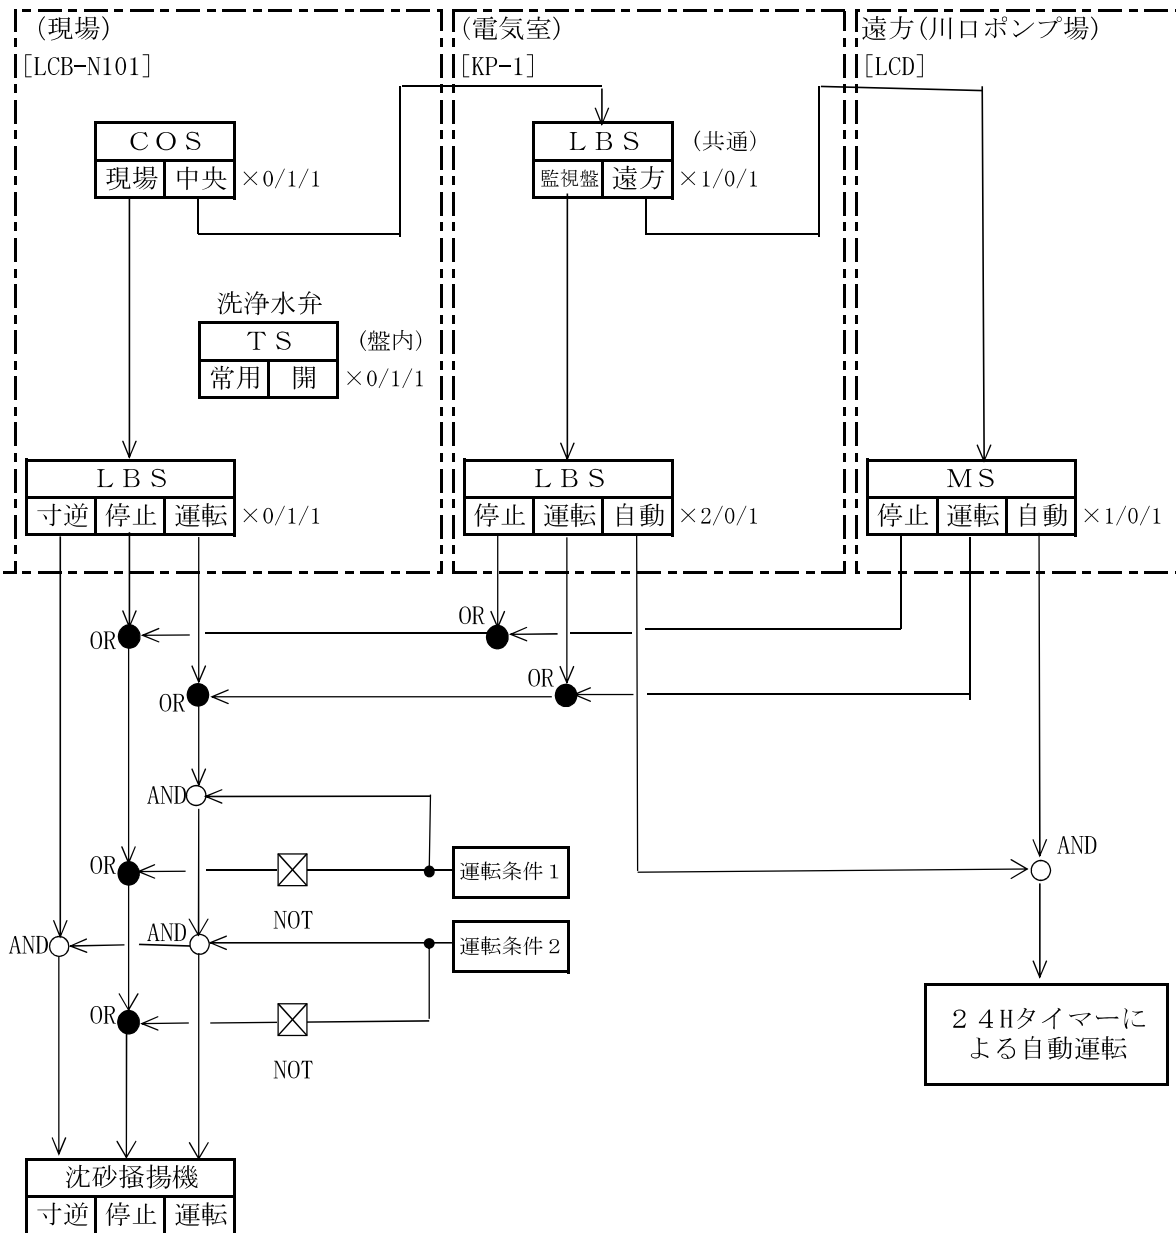 (現場)
[LCB-N101]
(電気室)
[KP-1]
遠方(川口ポンプ場)
[LCD]
COS
現場 中央 ×0/1/1
LBS (共通)
監視盤 遠方 ×1/0/1
洗浄水弁
TS (盤内)
常用 開 ×0/1/1
LBS
寸逆 停止 運転 ×0/1/1
LBS
停止 運転 自動 ×2/0/1
MS
停止 運転 自動 ×1/0/1
OR
OR
OR
OR
AND
AND
OR
運転条件1
NOT
AND
AND
運転条件2
OR
NOT
24Hタイマーに
よる自動運転
沈砂掻揚機
寸逆 停止 運転